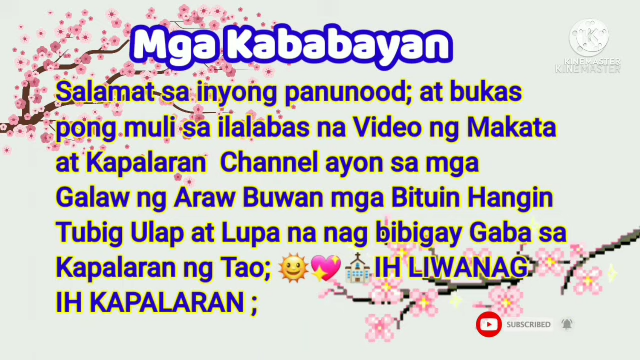 Mga Kababayan
KINEMASTER
KINEMASTER
Salamat sa inyong panunood; at bukas
pong muli sa ilalabas na Video ng Makata
at Kapalaran Channel ayon sa mga
Galaw ng Araw Buwan mga Bituin Hangin
Tubig Ulap at Lupa na nag bibigay Gaba sa
Kapalaran ng Tao; 🌞💖⛪IH LIWANAG
IH KAPALARAN ;
SUBSCRIBED